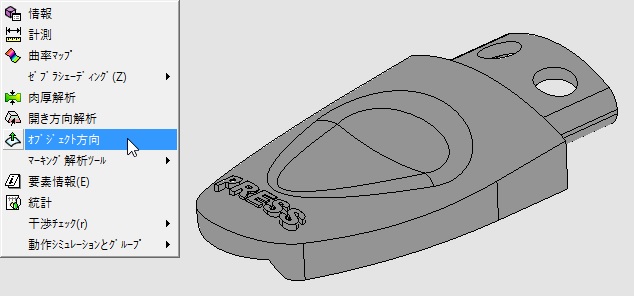 情報
計測
曲率ﾏｯﾌﾟ
ｾﾞﾌﾞﾗｼｪｰﾃﾞｨﾝｸﾞ(Z)
肉厚解析
開き方向解析
ｵﾌﾞｼﾞｪｸﾄ方向
ﾏｰｷﾝｸﾞ解析ﾂｰﾙ
要素情報(E)
統計
干渉ﾁｪｯｸ(r)
動作ｼﾐｭﾚｰｼｮﾝとｸﾞﾙｰﾌﾟ
PRESS